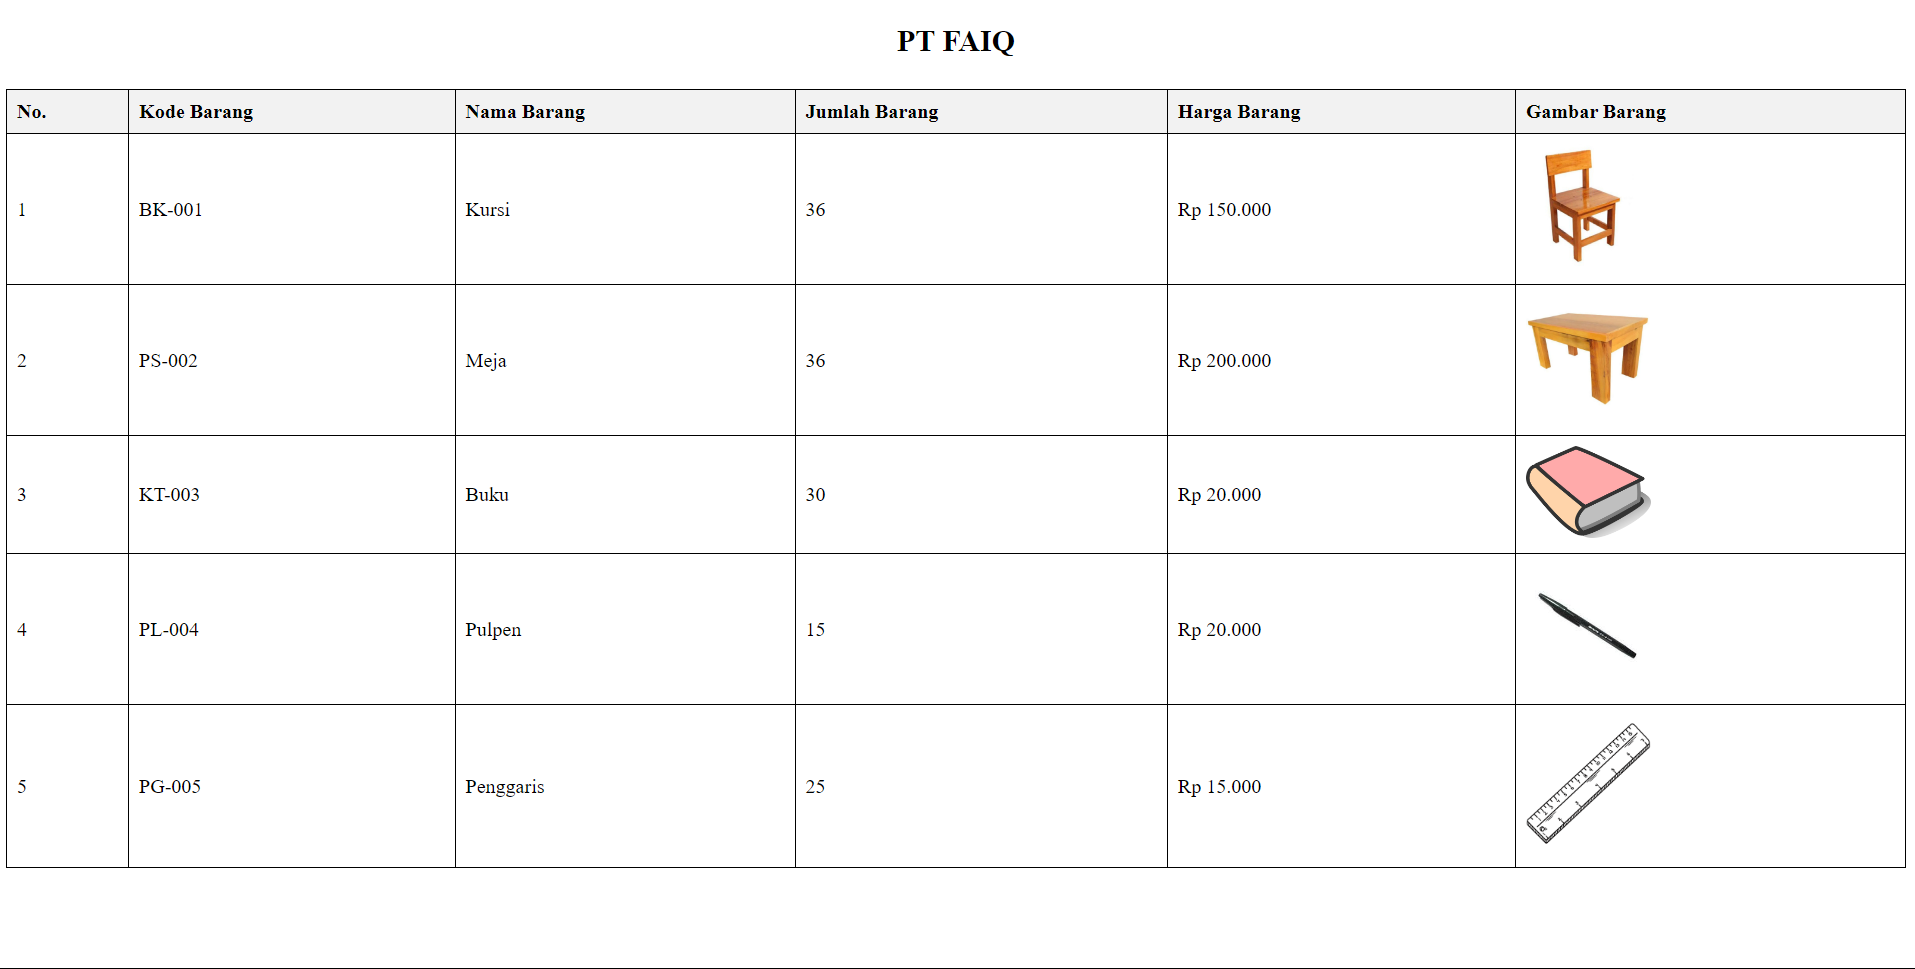 PT FAIQ
No. Kode Barang Nama Barang Jumlah Barang Harga Barang Gambar Barang
1 BK-001 Kursi 36 Rp 150.000
2 PS-002 Meja 36 Rp 200.000
3 KT-003 Buku 30 Rp 20.000
4 PL-004 Pulpen 15 Rp 20.000
5 PG-005 Penggaris 25 Rp 15.000